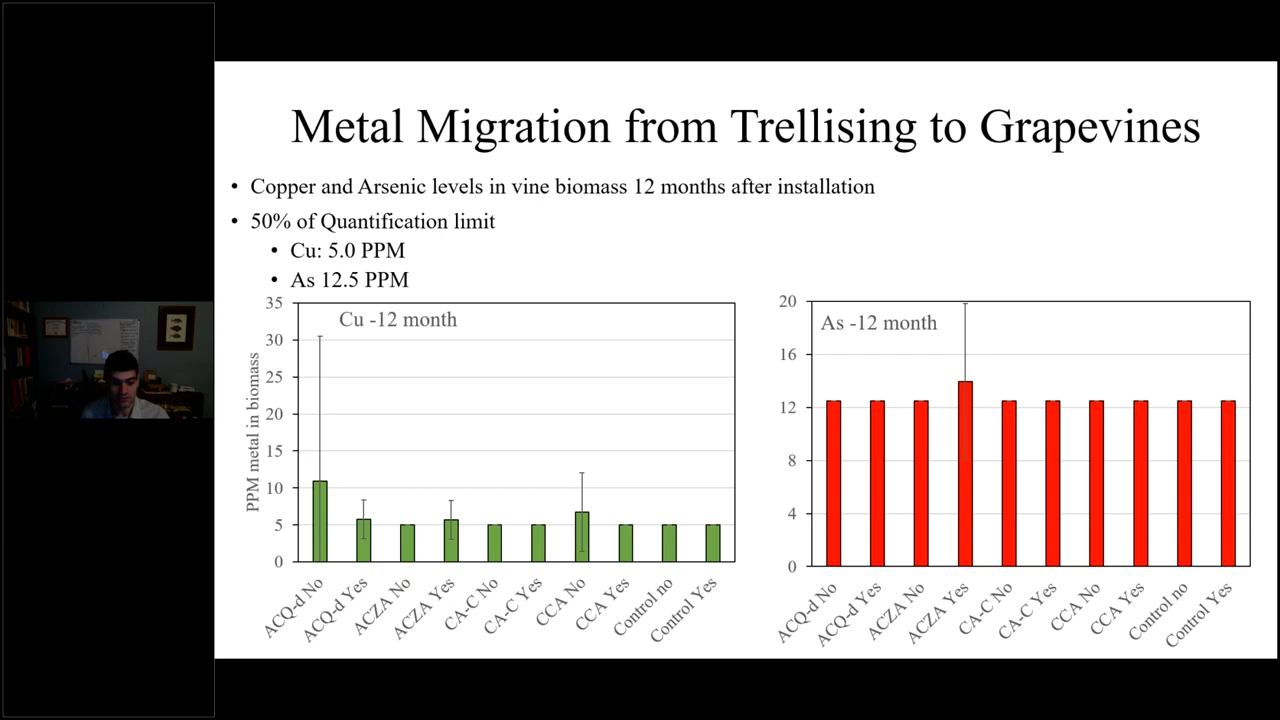 Metal Migration from Trellising to Grapevines
• Copper and Arsenic levels in vine biomass 12 months after installation
• 50% of Quantification limit
• Cu: 5.0 PPM
• As 12.5 PPM
Cu -12 month
PPM metal in biomass
35
30
25
20
15
10
5
0
ACQ-d No
ACQ-d Yes
ACZA No
ACZA Yes
CA-C No
CA-C Yes
CCA No
CCA Yes
Control no
Control Yes
As -12 month
20
16
12
8
4
0
ACQ-d No
ACQ-d Yes
ACZA No
ACZA Yes
CA-C No
CA-C Yes
CCA No
CCA Yes
Control no
Control Yes